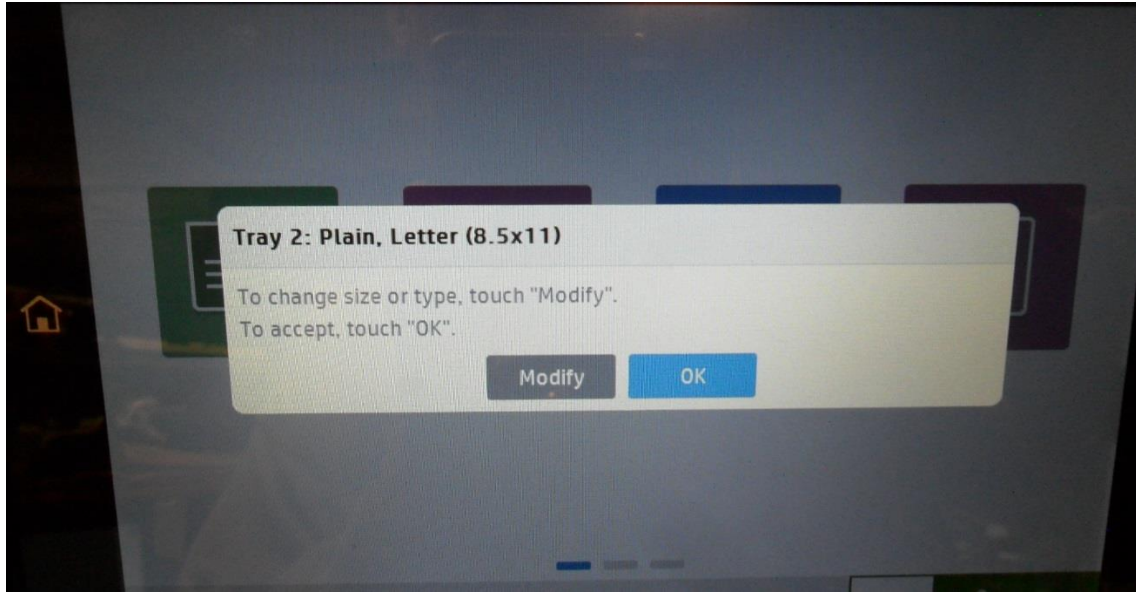 Tray 2: Plain, Letter (8.5x11)
To change size or type, touch "Modify".
To accept, touch "OK".
Modify OK